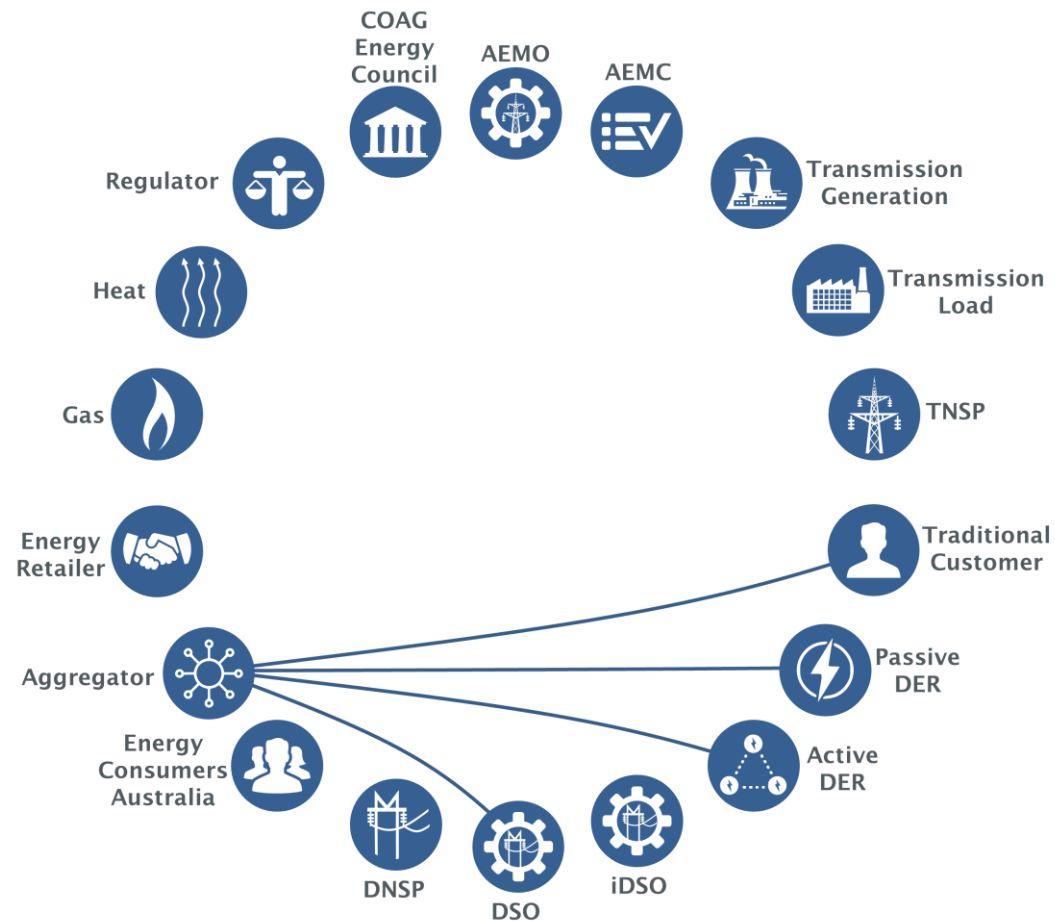 COAG
Energy
Council
AEMO
AEMC
Regulator
Transmission
Generation
Heat
Transmission
Load
Gas
TNSP
Energy
Retailer
Traditional
Customer
Aggregator
Passive
DER
Energy
Consumers
Australia
Active
DER
DNSP
DSO
iDSO